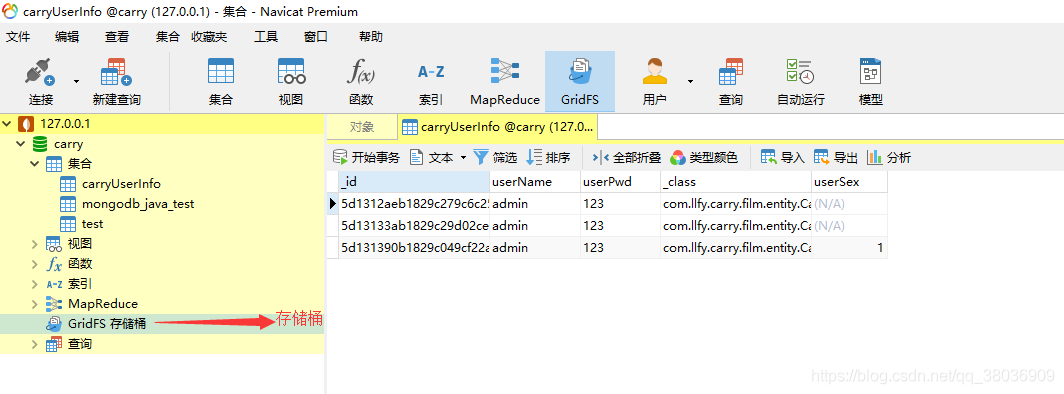 carryUserInfo @carry (127.0.0.1) - 集合 - Navicat Premium
文件 编辑 查看 集合 收藏夹 工具 窗口 帮助
连接 新建查询 集合 视图 f(x) 函数 A-Z 索引 MapReduce GridFS 用户 查询 自动运行 模型
127.0.0.1
carry
集合
carryUserInfo
mongodb_java_test
test
视图
f(x) 函数
A-Z 索引
MapReduce
GridFS 存储桶
存储桶
查询
对象 carryUserInfo @carry (127.0...
开始事务 文本 筛选 排序 全部折叠 类型颜色 导入 导出 分析
_id userName userPwd _class userSex
5d1312aeb1829c279c6c25 admin 123 com.llfy.carry.film.entity.Ca (N/A)
5d13133ab1829c29d02ce admin 123 com.llfy.carry.film.entity.Ca (N/A)
5d131390b1829c049cf22a admin 123 com.llfy.carry.film.entity.Ca 1
https://blog.csdn.net/qq_38036909